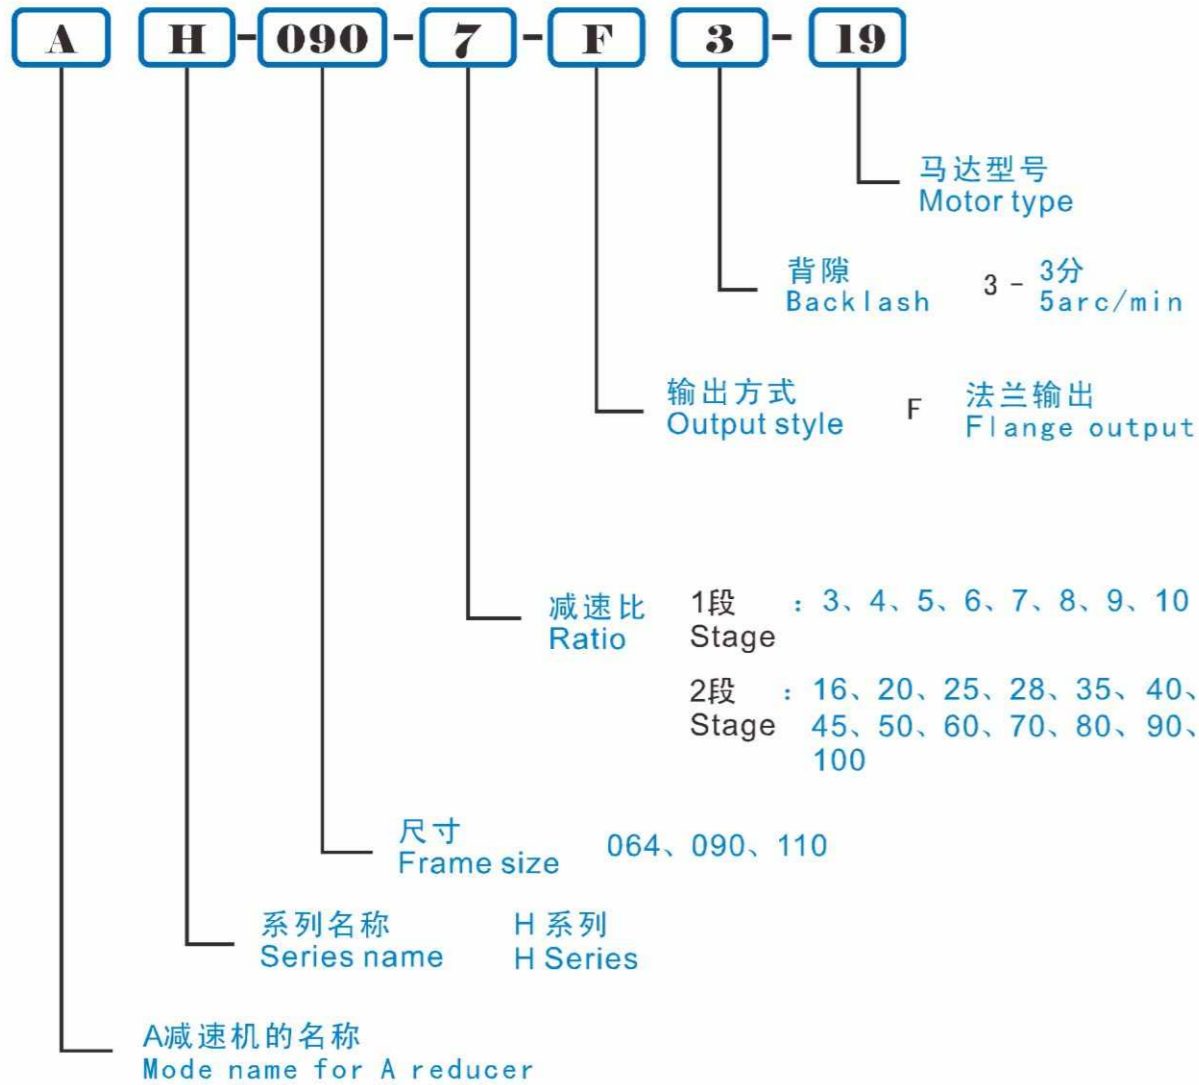 A H-090-7-F 3-19
马达型号
Motor type
背隙
Backlash
3 - 3分
5arc/min
输出方式
Output style
F
法兰输出
Flange output
减速比
Ratio
1段 : 3、4、5、6、7、8、9、10
Stage
2段 : 16、20、25、28、35、40、
Stage 45、50、60、70、80、90、
100
尺寸
Frame size
064、090、110
系列名称
Series name
H 系列
H Series
A减速机的名称
Mode name for A reducer